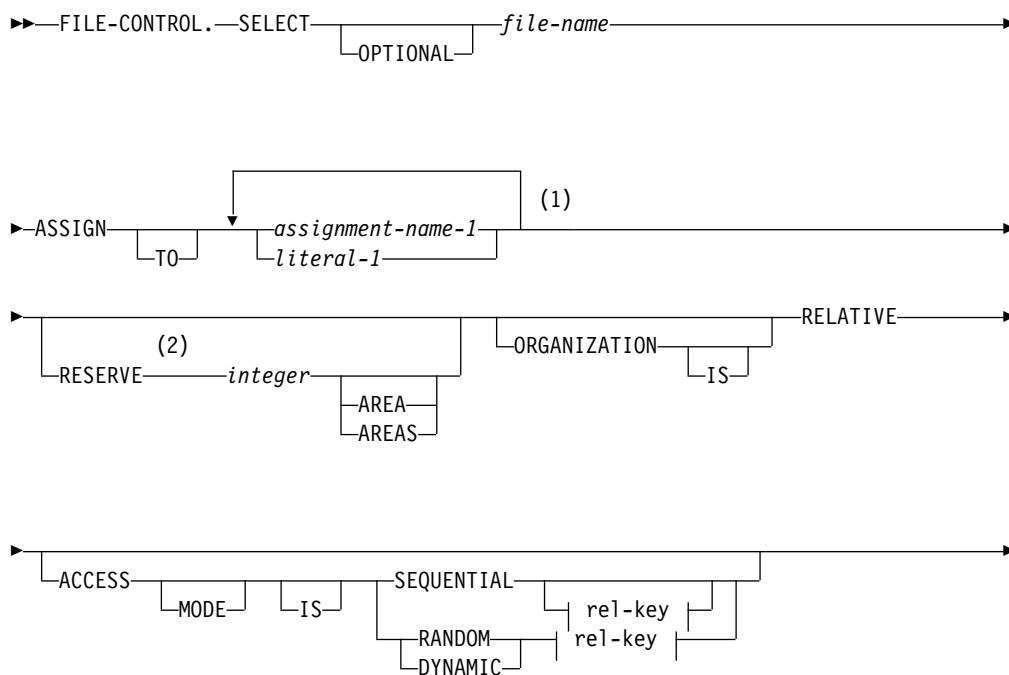 FILE-CONTROL. SELECT file-name
OPTIONAL
(1)
ASSIGN assignment-name-1
TO literal-1
RELATIVE
(2) ORGANIZATION
RESERVE integer IS
AREA
AREAS
ACCESS SEQUENTIAL
MODE IS rel-key
RANDOM rel-key
DYNAMIC